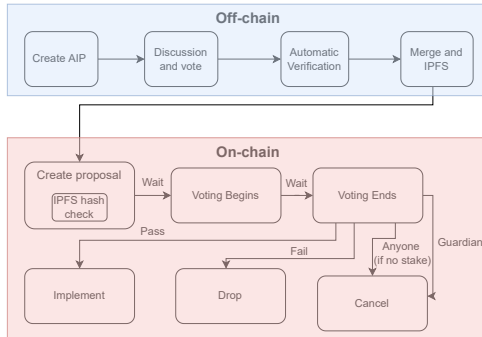 Off-chain
Create AIP
Discussion
and vote
Automatic
Verification
Merge and
IPFS
On-chain
Create proposal
IPFS hash
check
Wait
Voting Begins
Wait
Voting Ends
Pass
Fail
Anyone
(if no stake)
Guardian
Implement
Drop
Cancel